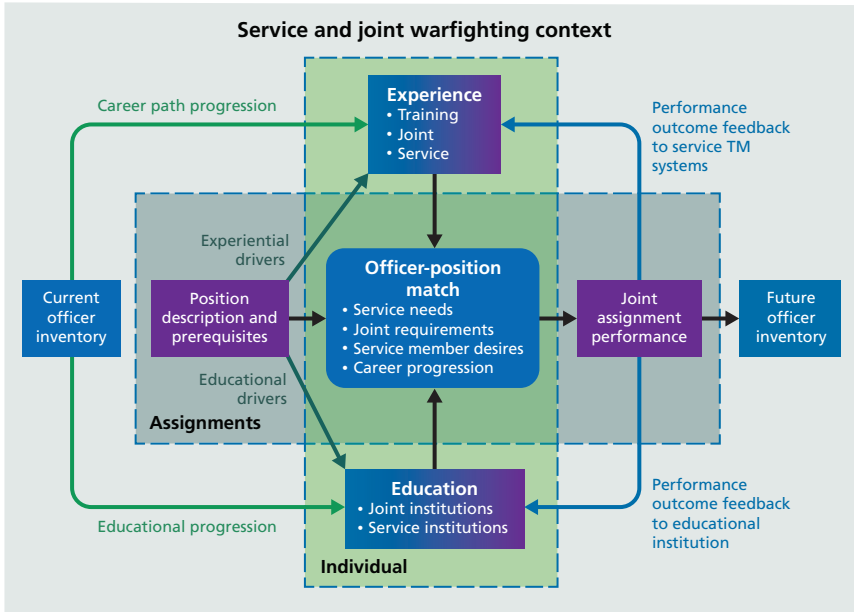 Service and joint warfighting context
Experience
• Training
• Joint
• Service
Career path progression
Performance
outcome feedback
to service TM
systems
Experiential
drivers
Current
officer
inventory
Position
description and
prerequisites
Officer-position
match
• Service needs
• Joint requirements
• Service member desires
• Career progression
Joint
assignment
performance
Future
officer
inventory
Educational
drivers
Assignments
Education
• Joint institutions
• Service institutions
Educational progression
Performance
outcome feedback
to educational
institution
Individual